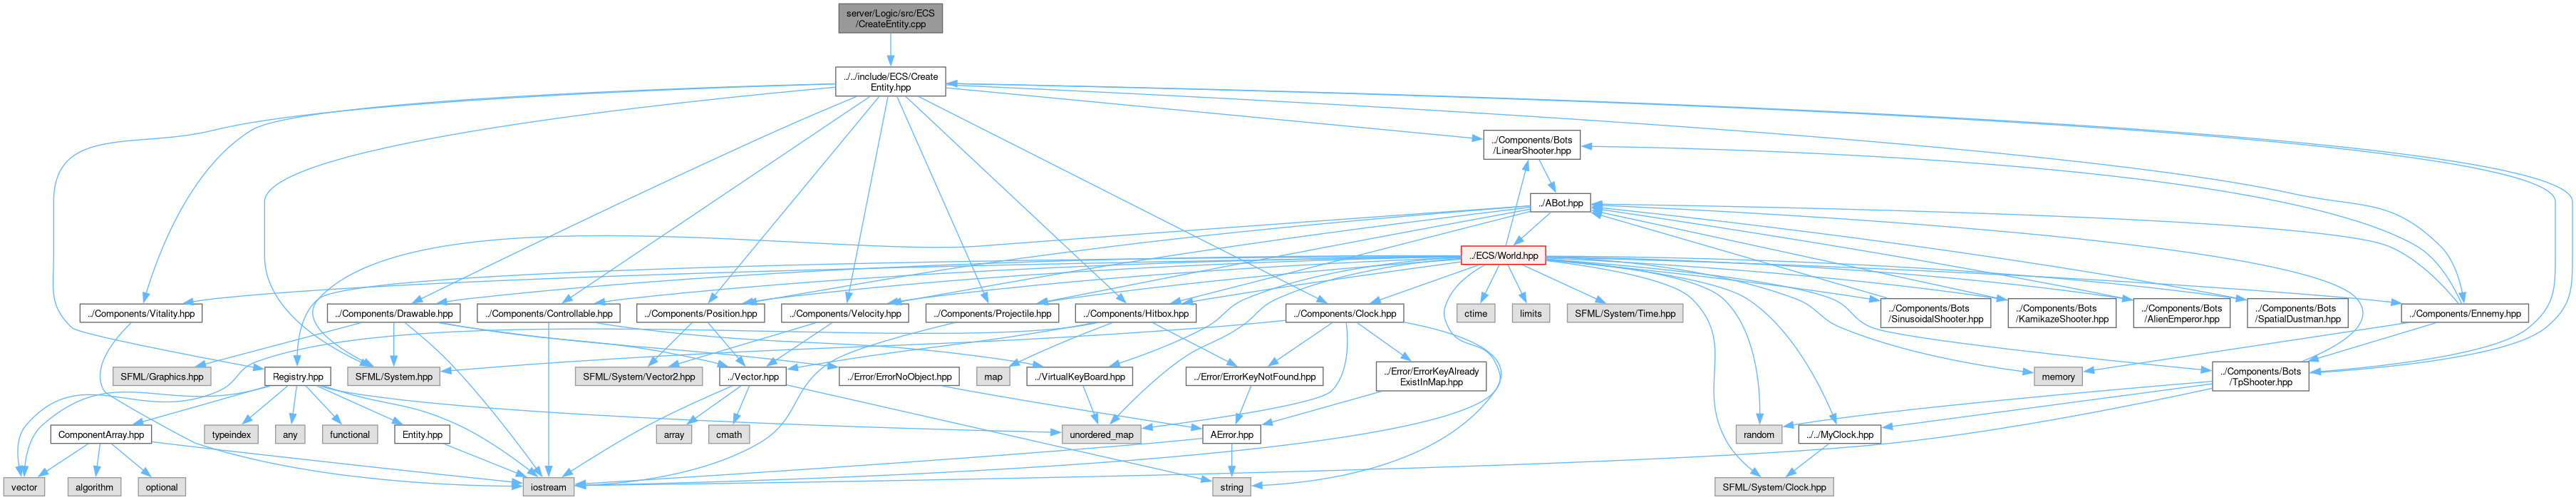 server/Logic/src/ECS
/CreateEntity.cpp
../../include/ECS/Create
Entity.hpp
../Components/Bots
/LinearShooter.hpp
../ABot.hpp
../ECS/World.hpp
../Components/Vitality.hpp
../Components/Drawable.hpp
../Components/Controllable.hpp
../Components/Position.hpp
../Components/Velocity.hpp
../Components/Projectile.hpp
../Components/Hitbox.hpp
../Components/Clock.hpp
ctime
limits
SFML/System/Time.hpp
../Components/Bots
/SinusoidalShooter.hpp
../Components/Bots
/KamikazeShooter.hpp
../Components/Bots
/AlienEmperor.hpp
../Components/Bots
/SpatialDustman.hpp
../Components/Ennemy.hpp
SFML/Graphics.hpp
Registry.hpp
SFML/System.hpp
SFML/System/Vector2.hpp
../Vector.hpp
../Error/ErrorNoObject.hpp
map
../VirtualKeyBoard.hpp
../Error/ErrorKeyNotFound.hpp
../Error/ErrorKeyAlready
ExistInMap.hpp
memory
../Components/Bots
/TpShooter.hpp
ComponentArray.hpp
typeindex
any
functional
Entity.hpp
array
cmath
unordered_map
AError.hpp
random
../../MyClock.hpp
vector
algorithm
optional
iostream
string
SFML/System/Clock.hpp